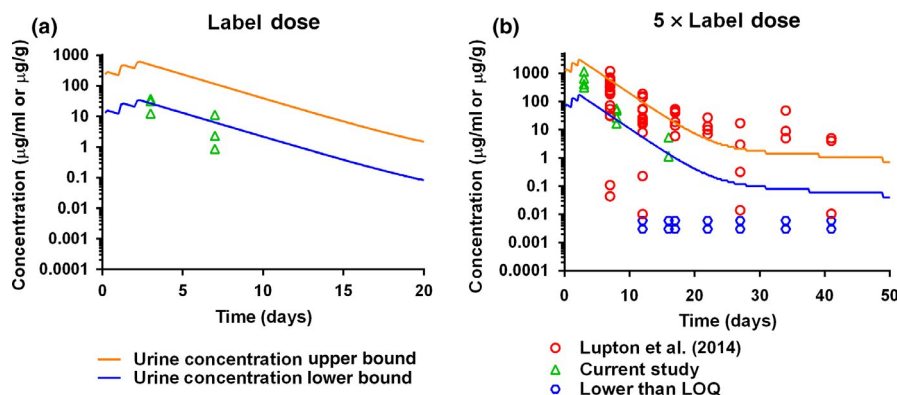 (a) Label dose
Concentration (μg/ml or μg/g)
1000
100
10
1
0.1
0.01
0.001
0.0001
0 5 10 15 20
Time (days)
Urine concentration upper bound
Urine concentration lower bound
(b) 5 × Label dose
Concentration (μg/ml or μg/g)
1000
100
10
1
0.1
0.01
0.001
0.0001
0 10 20 30 40 50
Time (days)
Lupton et al. (2014)
Current study
Lower than LOQ